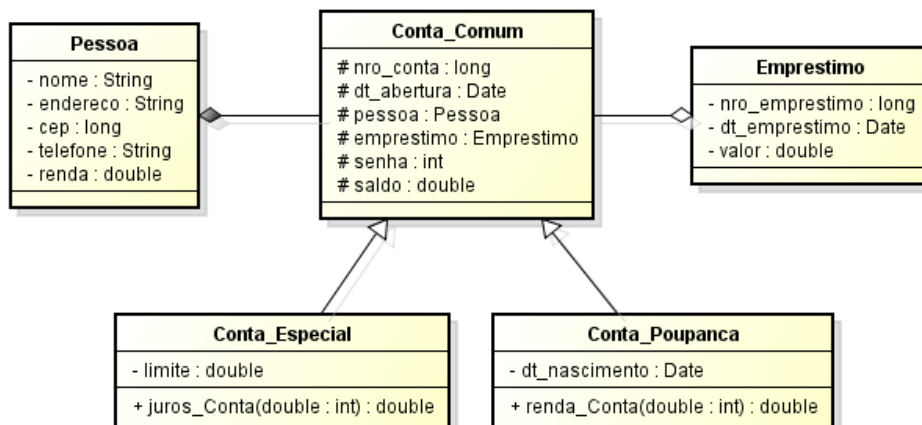 Pessoa
- nome : String
- endereco : String
- cep : long
- telefone : String
- renda : double
Conta_Comum
# nro_conta : long
# dt_abertura : Date
# pessoa : Pessoa
# emprestimo : Emprestimo
# senha : int
# saldo : double
Emprestimo
- nro_emprestimo : long
- dt_emprestimo : Date
- valor : double
Conta_Especial
- limite : double
+ juros_Conta(double : int) : double
Conta_Poupanca
- dt_nascimento : Date
+ renda_Conta(double : int) : double